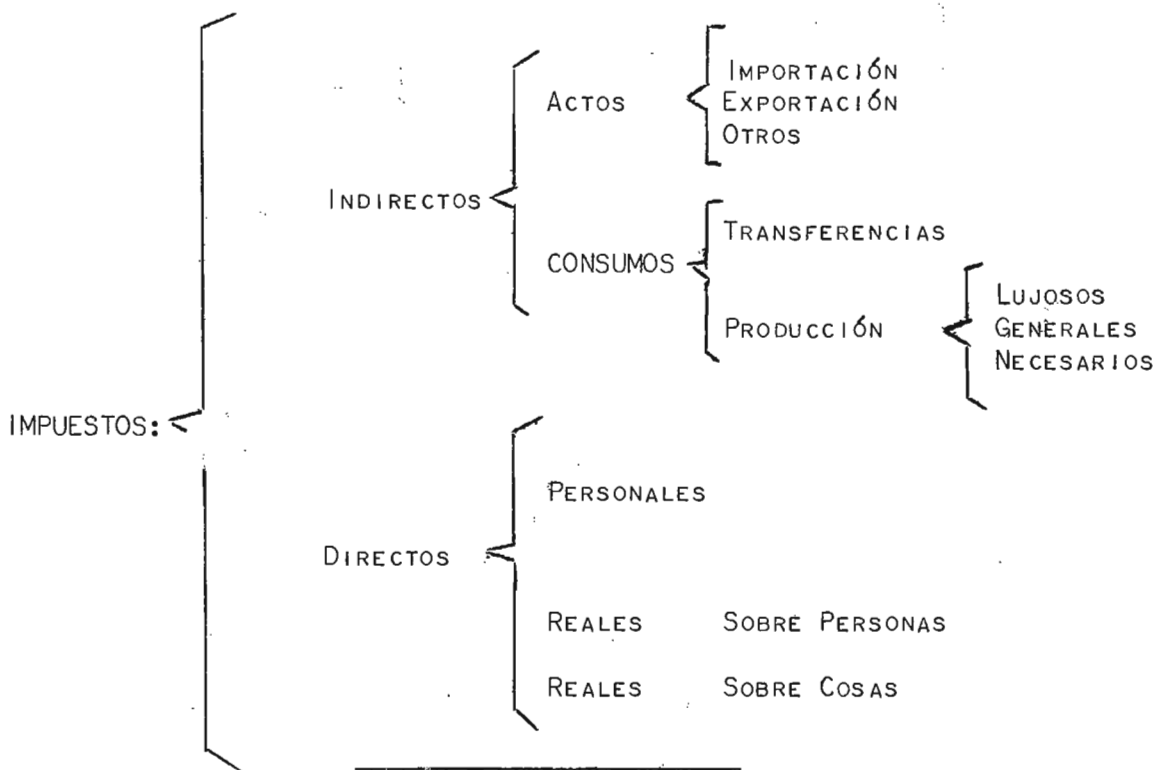 IMPUESTOS:
INDIRECTOS
ACTOS
IMPORTACIÓN
EXPORTACIÓN
OTROS
CONSUMOS
TRANSFERENCIAS
PRODUCCIÓN
LUJOSOS
GENERALES
NECESARIOS
DIRECTOS
PERSONALES
REALES SOBRE PERSONAS
REALES SOBRE COSAS